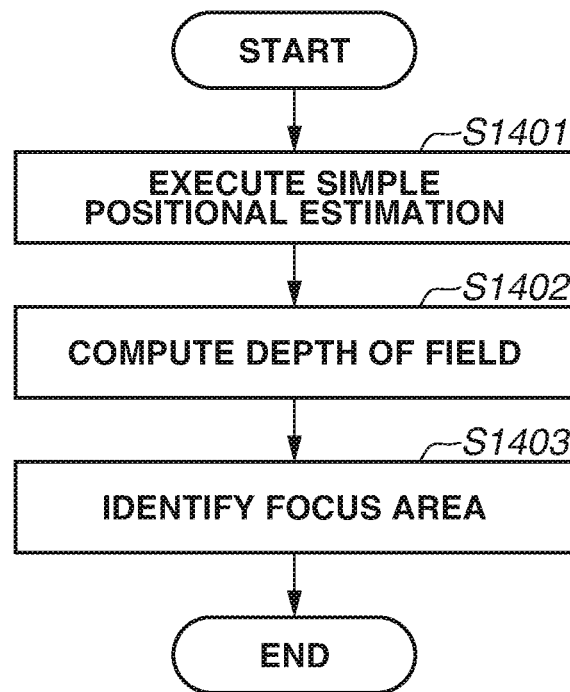 START
S1401
EXECUTE SIMPLE
POSITIONAL ESTIMATION
S1402
COMPUTE DEPTH OF FIELD
S1403
IDENTIFY FOCUS AREA
END